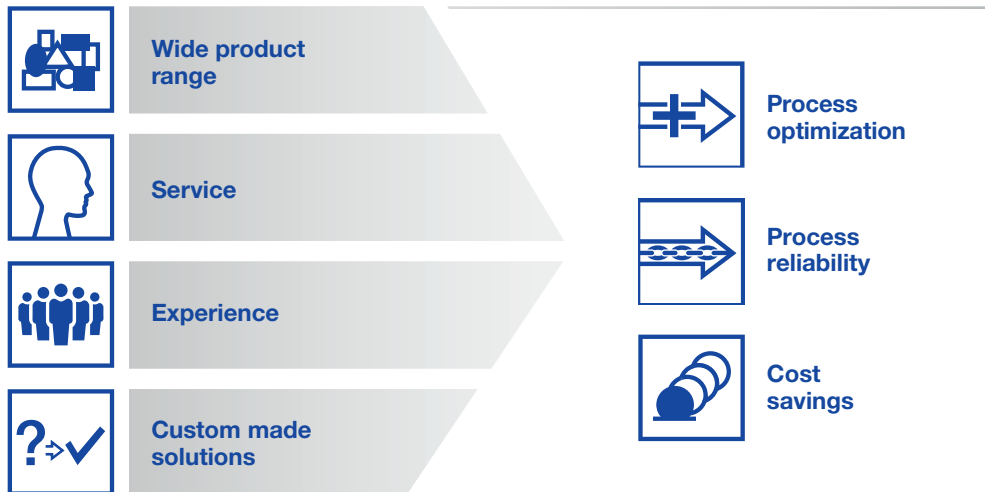 Wide product
range
Service
Experience
?
Custom made
solutions
Process
optimization
Process
reliability
Cost
savings